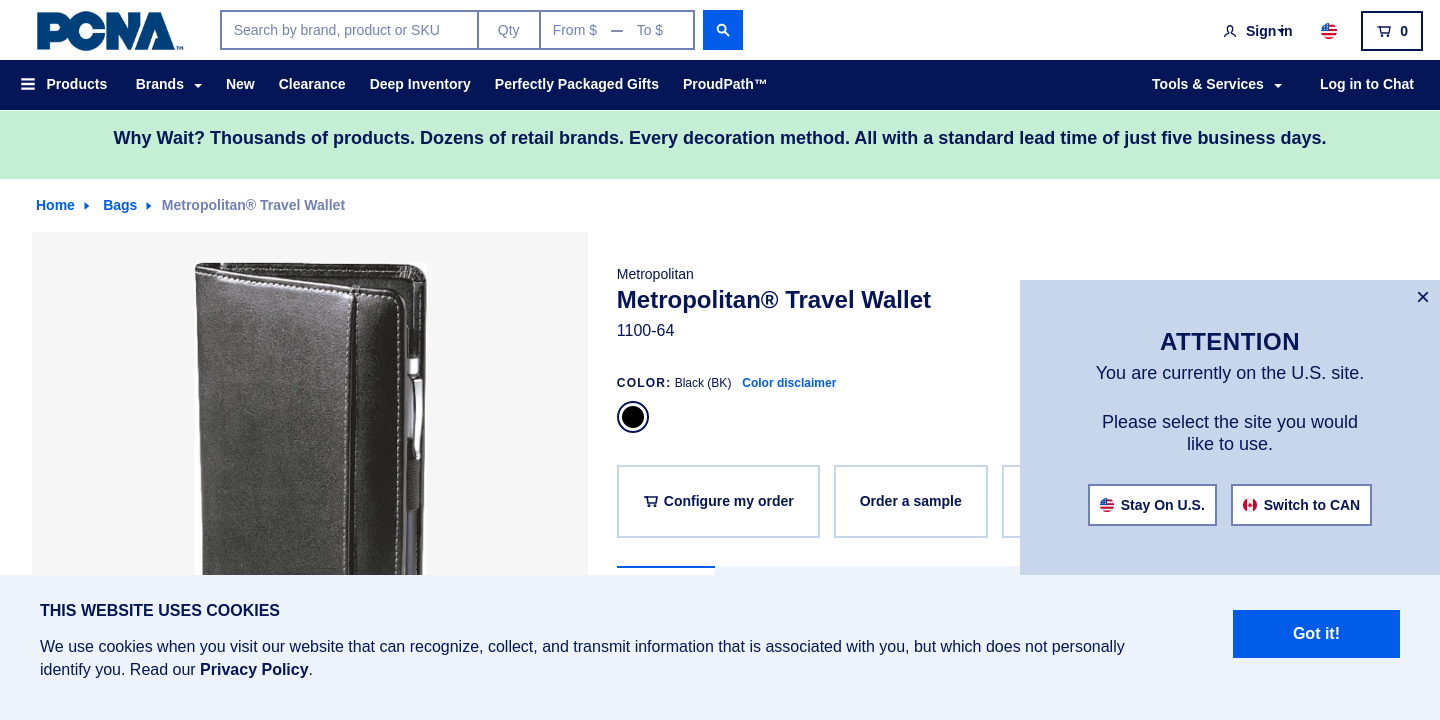 PCNA™
Search by brand, product or SKU
Qty
From $ — To $
Sign in
0
Products
Brands
New
Clearance
Deep Inventory
Perfectly Packaged Gifts
ProudPath™
Tools & Services
Log in to Chat
Why Wait? Thousands of products. Dozens of retail brands. Every decoration method. All with a standard lead time of just five business days.
Home
Bags
Metropolitan® Travel Wallet
Metropolitan
Metropolitan® Travel Wallet
1100-64
COLOR: Black (BK) Color disclaimer
Configure my order
Order a sample
×
ATTENTION
You are currently on the U.S. site.
Please select the site you would
like to use.
Stay On U.S.
Switch to CAN
THIS WEBSITE USES COOKIES
We use cookies when you visit our website that can recognize, collect, and transmit information that is associated with you, but which does not personally
identify you. Read our Privacy Policy.
Got it!